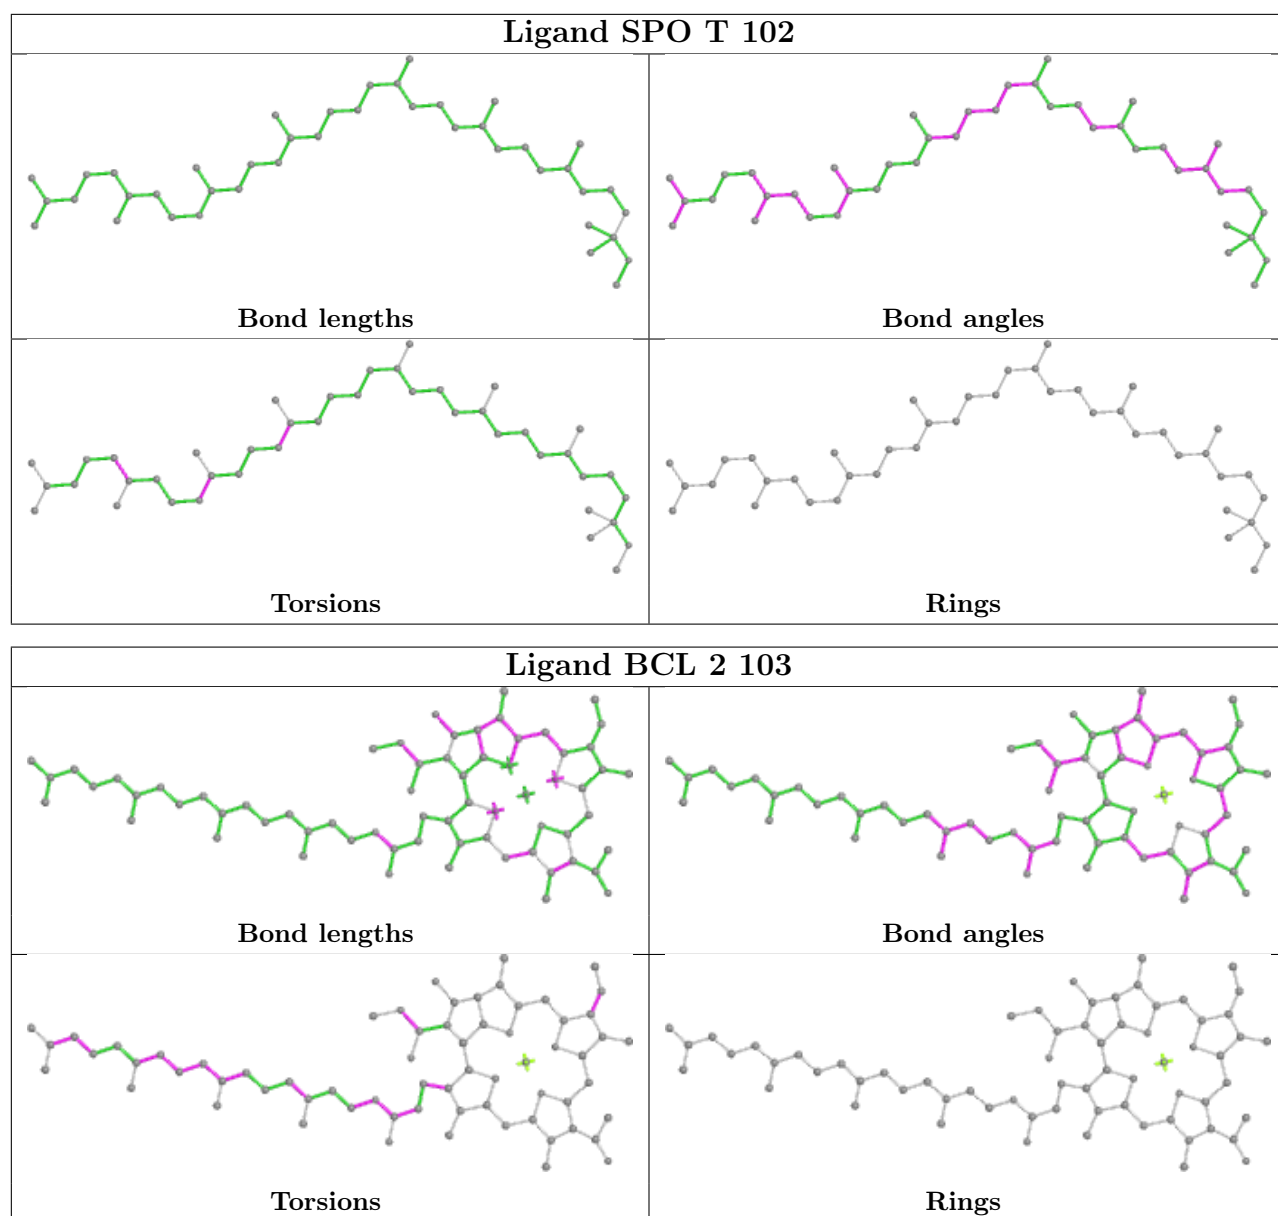 Ligand SPO T 102
Bond lengths
Bond angles
Torsions
Rings
Ligand BCL 2 103
Bond lengths
Bond angles
Torsions
Rings